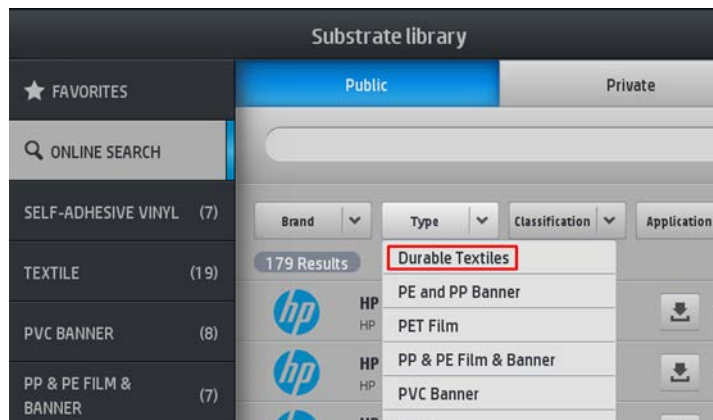 Substrate library
FAVORITES
Public
Private
ONLINE SEARCH
SELF-ADHESIVE VINYL (7)
Brand
Type
Classification
Application
179 Results
Durable Textiles
TEXTILE (19)
PE and PP Banner
hp HP
HP
PET Film
PVC BANNER (8)
PP & PE Film & Banner
hp HP
HP
PVC Banner
PP & PE FILM & (7)
BANNER